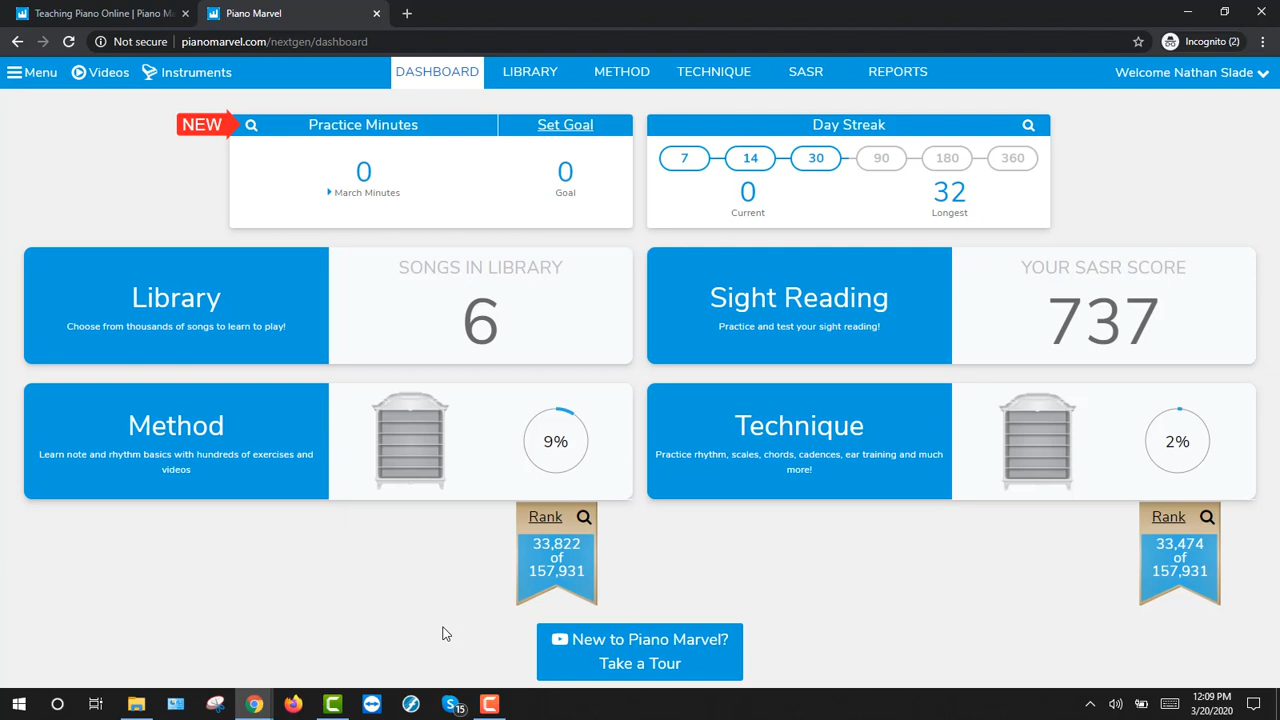 Teaching Piano Online | Piano M
Piano Marvel
Not secure | pianomarvel.com/nextgen/dashboard
Incognito (2)
Menu Videos Instruments DASHBOARD LIBRARY METHOD TECHNIQUE SASR REPORTS Welcome Nathan Slade
NEW Practice Minutes Set Goal
0 0
March Minutes Goal
Day Streak
7 14 30 90 180 360
0 32
Current Longest
Library
Choose from thousands of songs to learn to play!
SONGS IN LIBRARY
6
Sight Reading
Practice and test your sight reading!
YOUR SASR SCORE
737
Method
Learn note and rhythm basics with hundreds of exercises and
videos
9%
Technique
Practice rhythm, scales, chords, cadences, ear training and much
more!
2%
Rank
33,822
of
157,931
Rank
33,474
of
157,931
New to Piano Marvel?
Take a Tour
15
12:09 PM
3/20/2020